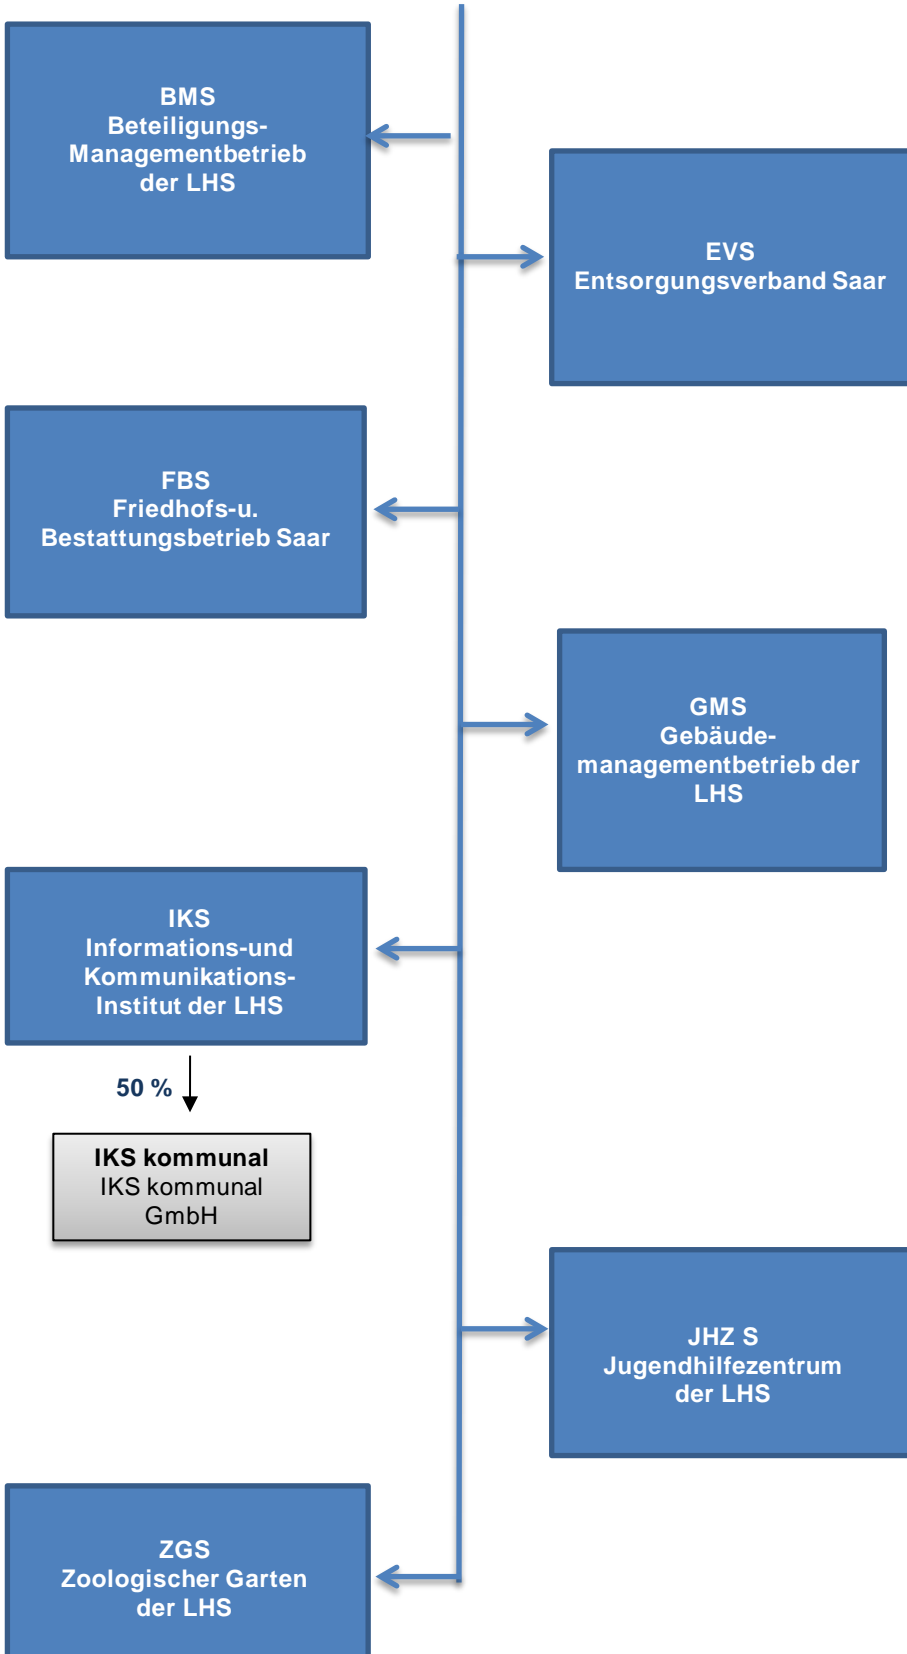 BMS
Beteiligungs-
Managementbetrieb
der LHS
EVS
Entsorgungsverband Saar
FBS
Friedhofs-u.
Bestattungsbetrieb Saar
GMS
Gebäude-
managementbetrieb der
LHS
IKS
Informations-und
Kommunikations-
Institut der LHS
50 %
IKS kommunal
IKS kommunal
GmbH
JHZ S
Jugendhilfezentrum
der LHS
ZGS
Zoologischer Garten
der LHS